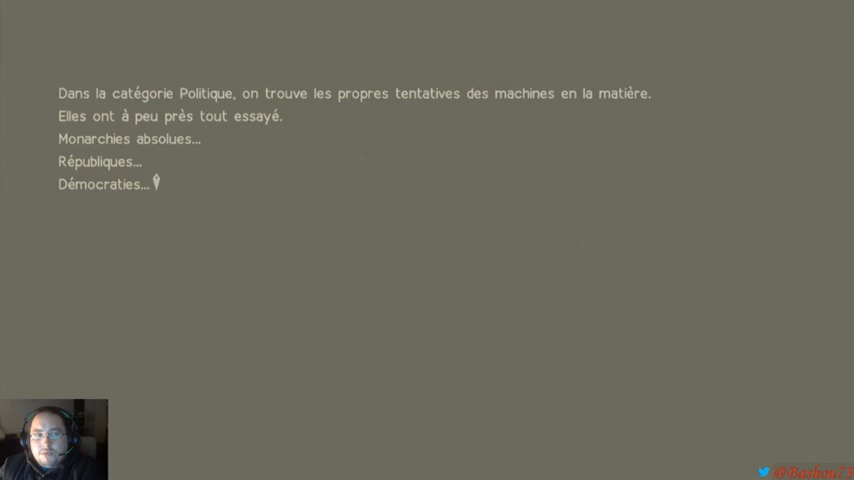 Dans la catégorie Politique, on trouve les propres tentatives des machines en la matière.
Elles ont à peu près tout essayé.
Monarchies absolues...
Républiques...
Démocraties...
@Bashou73